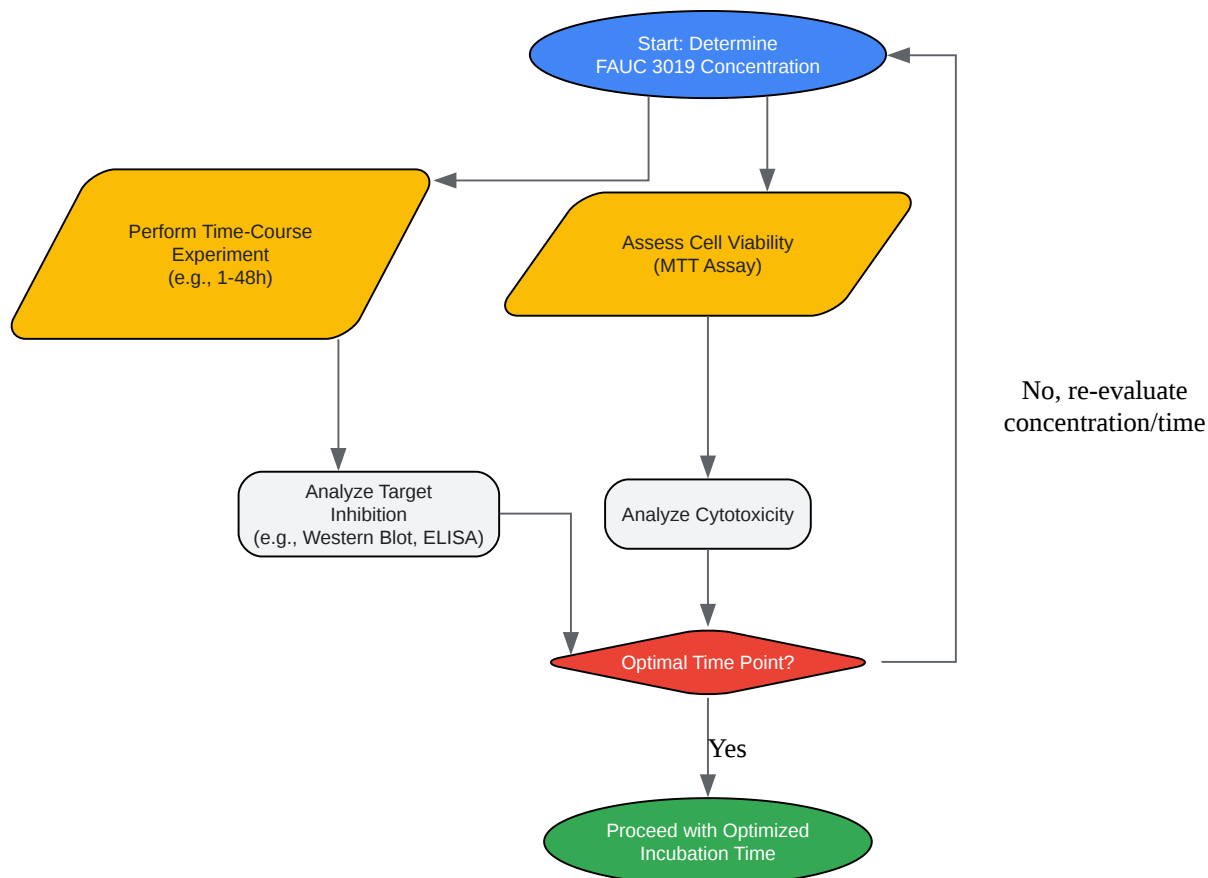 Start: Determine
FAUC 3019 Concentration
Perform Time-Course
Experiment
(e.g., 1-48h)
Assess Cell Viability
(MTT Assay)
No, re-evaluate
concentration/time
Analyze Target
Inhibition
(e.g., Western Blot, ELISA)
Analyze Cytotoxicity
Optimal Time Point?
Yes
Proceed with Optimized
Incubation Time